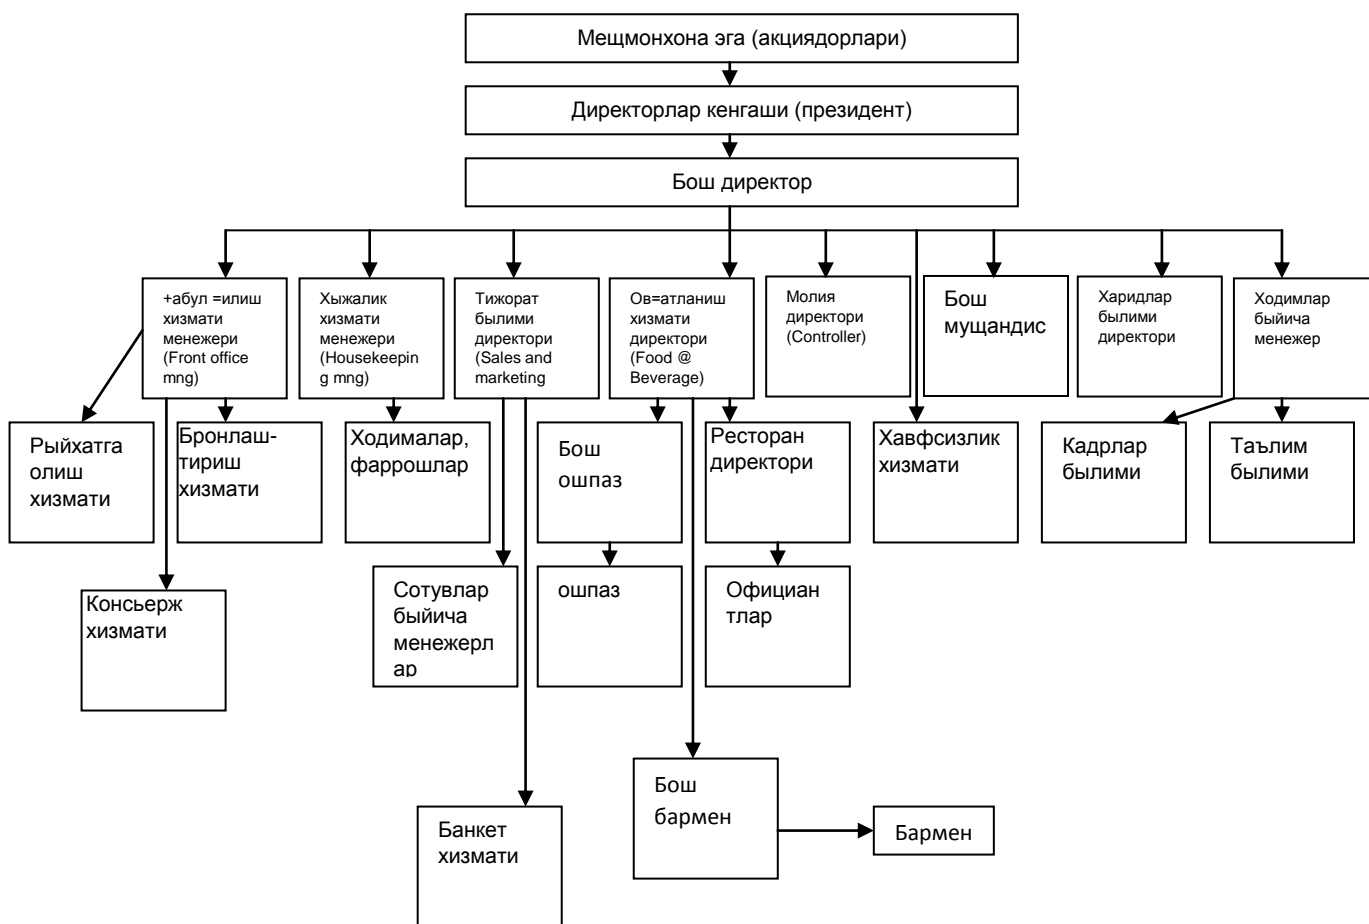 Мещмонхона эга (акциядорлари)
Директорлар кенгаши (президент)
Бош директор
+абул =илиш
хизмати
менежери
(Front office
mng)
Хыжалик
хизмати
менежери
(Housekeepin
g mng)
Тижорат
былими
директори
(Sales and
marketing
Ов=атланиш
хизмати
директори
(Food @
Beverage)
Молия
директори
(Controller)
Бош
мущандис
Харидлар
былими
директори
Ходимлар
быйича
менежер
Рыйхатга
олиш
хизмати
Бронлаш-
тириш
хизмати
Ходималар,
фаррошлар
Бош
ошпаз
Ресторан
директори
Хавфсизлик
хизмати
Кадрлар
былими
Таълим
былими
Консьерж
хизмати
Сотувлар
быйича
менежерл
ар
ошпаз
Официан
тлар
Банкет
хизмати
Бош
бармен
Бармен